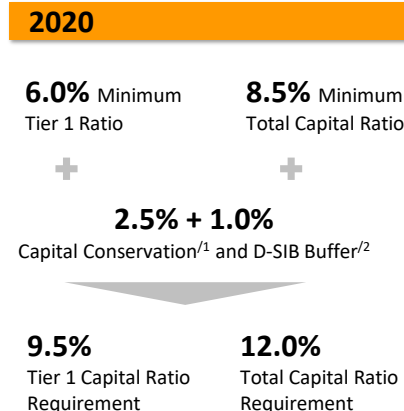 2020
6.0% Minimum
Tier 1 Ratio
8.5% Minimum
Total Capital Ratio
+ +
2.5% + 1.0%
Capital Conservation/1 and D-SIB Buffer/2
9.5%
Tier 1 Capital Ratio
Requirement
12.0%
Total Capital Ratio
Requirement